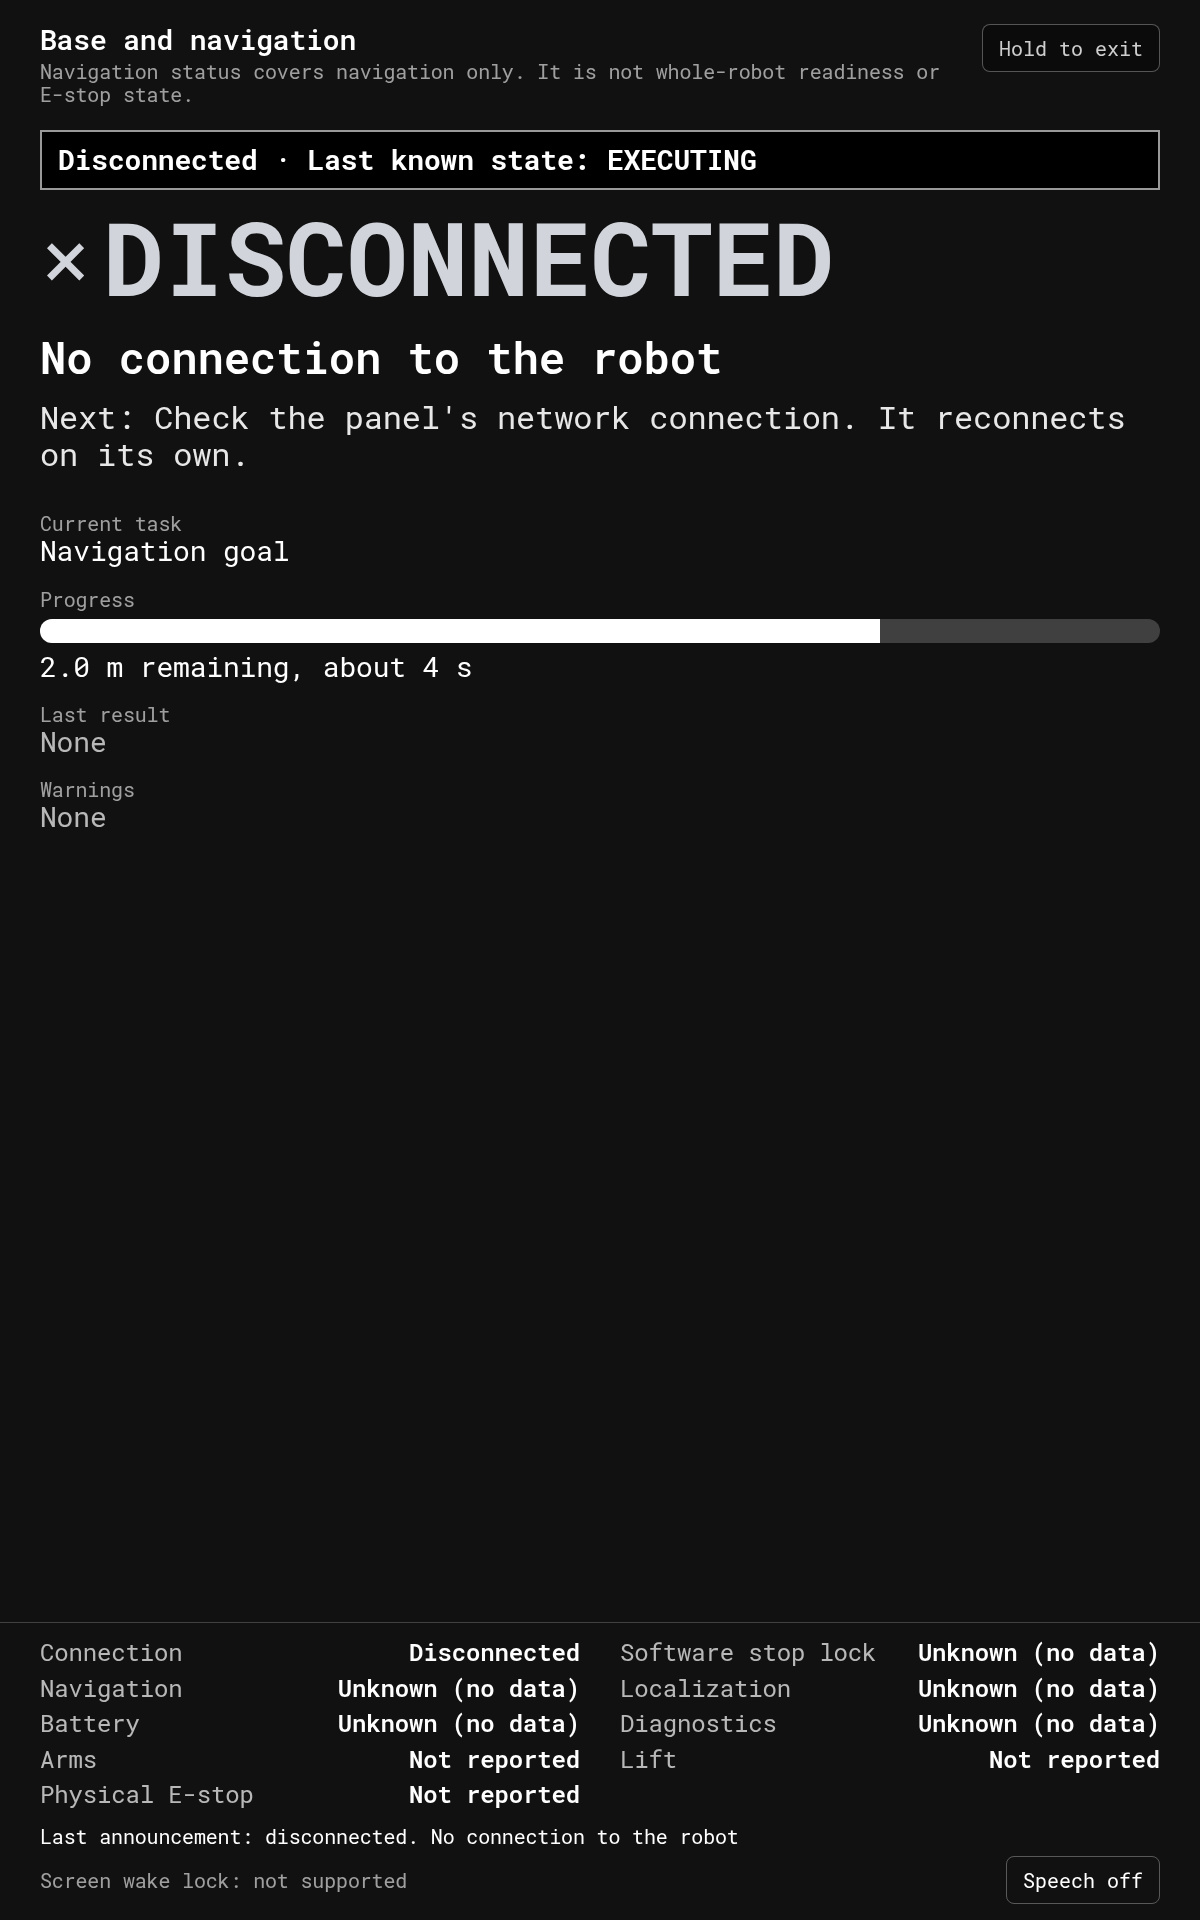 Base and navigation
Hold to exit
Navigation status covers navigation only. It is not whole-robot readiness or
E-stop state.
Disconnected · Last known state: EXECUTING
× DISCONNECTED
No connection to the robot
Next: Check the panel's network connection. It reconnects
on its own.
Current task
Navigation goal
Progress
2.0 m remaining, about 4 s
Last result
None
Warnings
None
Connection Disconnected Software stop lock Unknown (no data)
Navigation Unknown (no data) Localization Unknown (no data)
Battery Unknown (no data) Diagnostics Unknown (no data)
Arms Not reported Lift Not reported
Physical E-stop Not reported
Last announcement: disconnected. No connection to the robot
Screen wake lock: not supported
Speech off